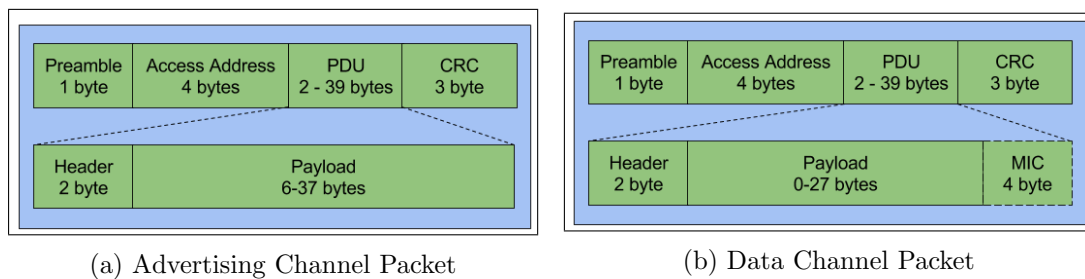 Preamble Access Address PDU CRC
1 byte 4 bytes 2 - 39 bytes 3 byte
Header Payload
2 byte 6-37 bytes
(a) Advertising Channel Packet
Preamble Access Address PDU CRC
1 byte 4 bytes 2 - 39 bytes 3 byte
Header Payload MIC
2 byte 0-27 bytes 4 byte
(b) Data Channel Packet